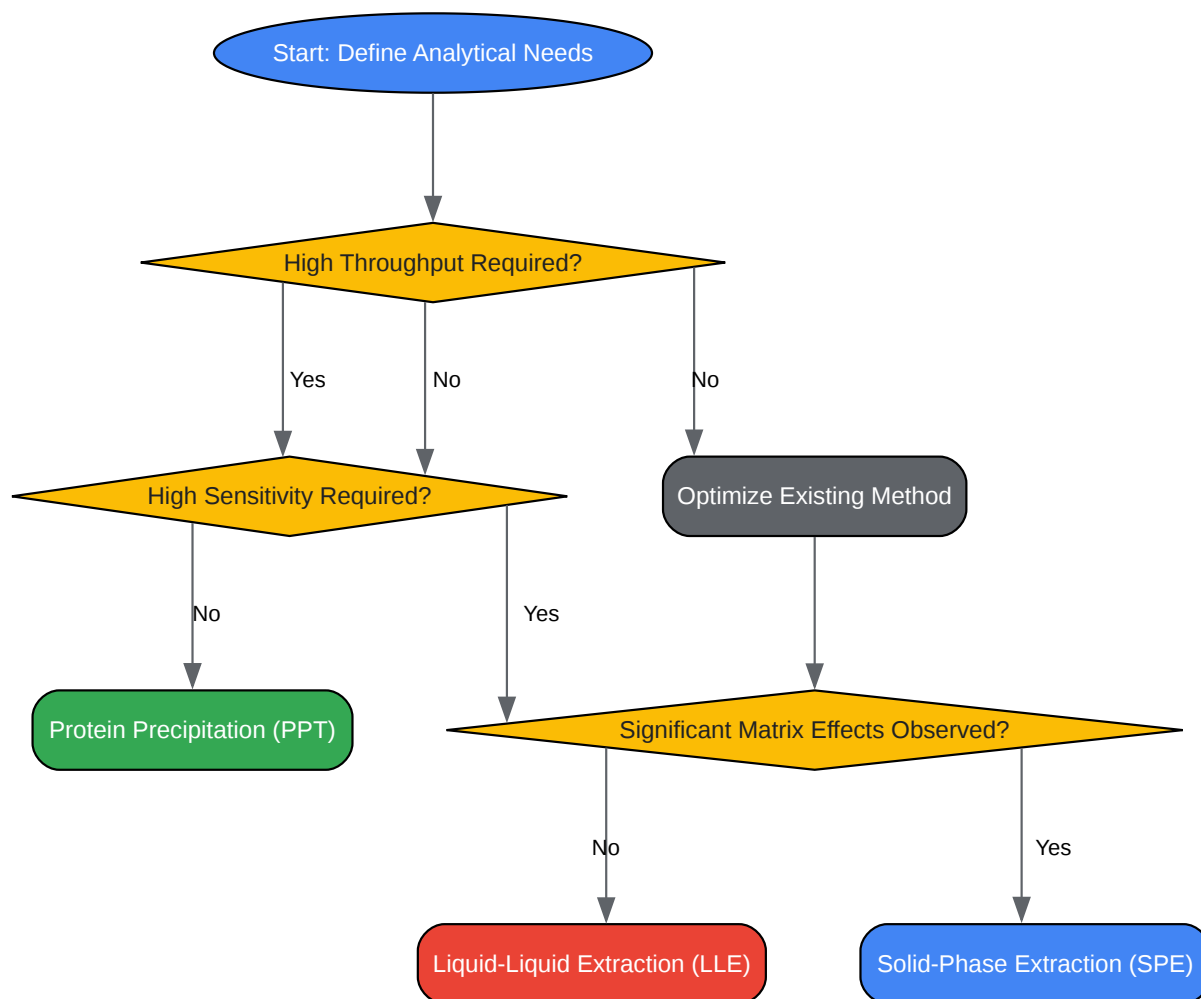 Start: Define Analytical Needs
High Throughput Required?
Yes
No
No
High Sensitivity Required?
Optimize Existing Method
No
Yes
Protein Precipitation (PPT)
Significant Matrix Effects Observed?
No
Yes
Liquid-Liquid Extraction (LLE)
Solid-Phase Extraction (SPE)